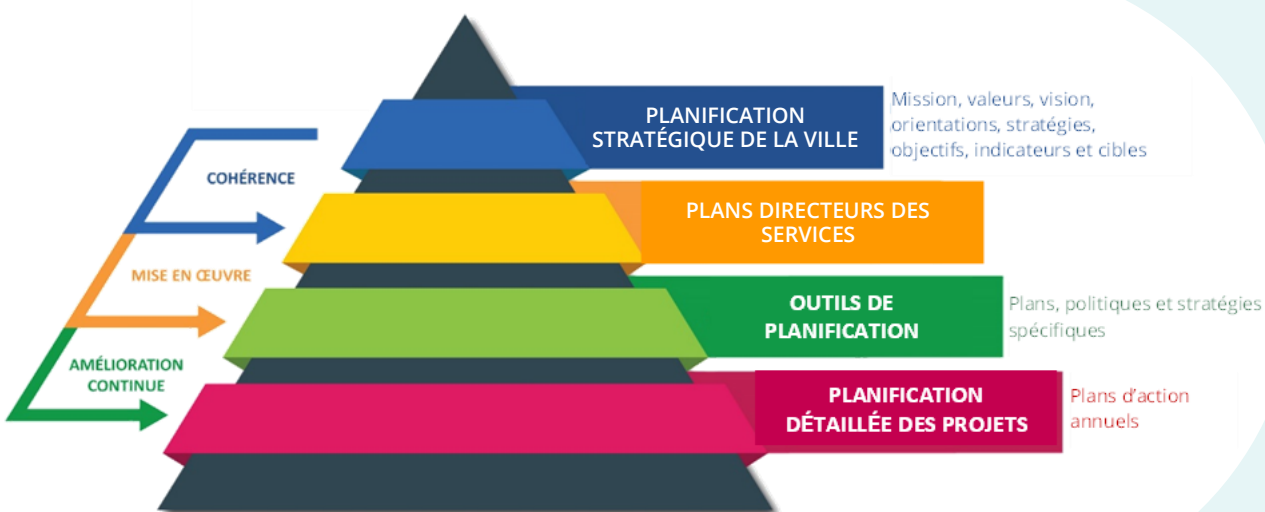 PLANIFICATION
STRATÉGIQUE DE LA VILLE
Mission, valeurs, vision,
orientations, stratégies,
objectifs, indicateurs et cibles
COHÉRENCE
PLANS DIRECTEURS DES
SERVICES
MISE EN ŒUVRE
OUTILS DE
PLANIFICATION
Plans, politiques et stratégies
spécifiques
AMÉLIORATION
CONTINUE
PLANIFICATION
DÉTAILLÉE DES PROJETS
Plans d’action
annuels